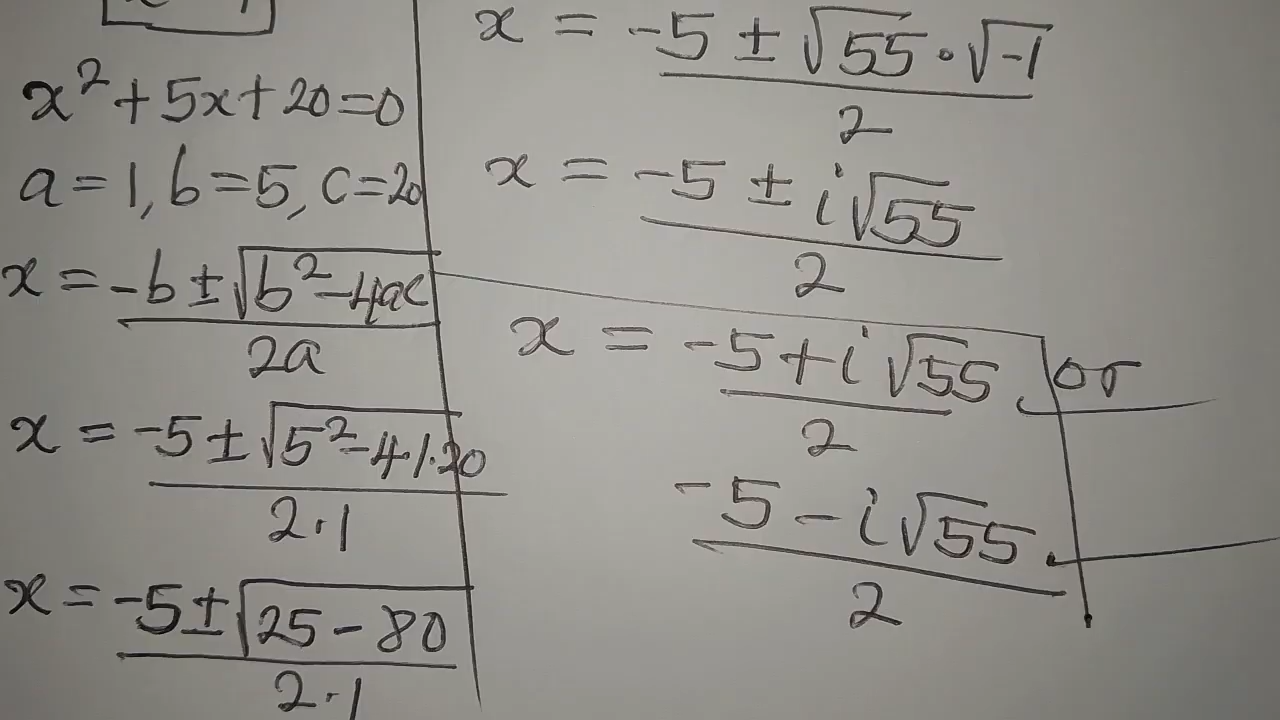 x² + 5x + 20 = 0
a = 1, b = 5, c = 20
x = -b ± √(b² - 4ac)
2a
x = -5 ± √(5² - 4.1.20)
2·1
x = -5 ± √(25 - 80)
2·1
x = -5 ± √55 · √-1
2
x = -5 ± i√55
2
x = -5 + i√55, or
2
-5 - i√55.
2